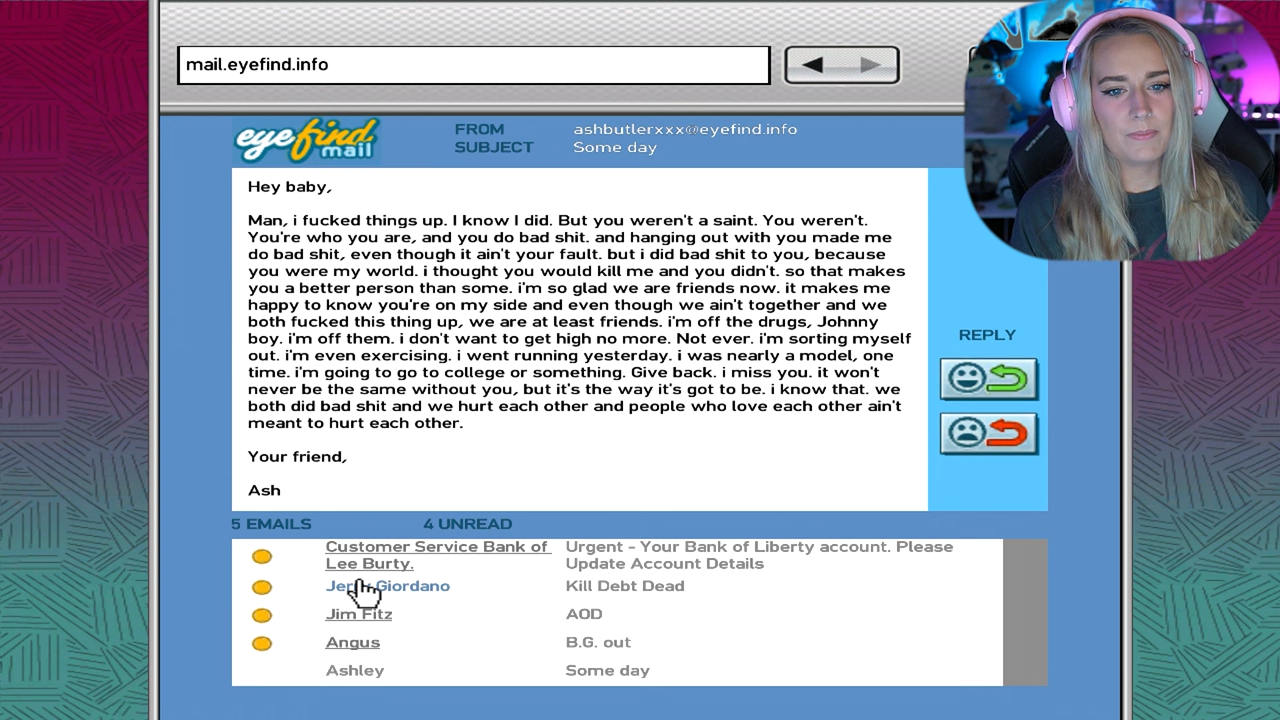 mail.eyefind.info
eyefind mail
FROM ashbutlerxxx@eyefind.info
SUBJECT Some day
Hey baby,
Man, i fucked things up. I know I did. But you weren't a saint. You weren't.
You're who you are, and you do bad shit. and hanging out with you made me
do bad shit, even though it ain't your fault. but i did bad shit to you, because
you were my world. i thought you would kill me and you didn't. so that makes
you a better person than some. i'm so glad we are friends now. it makes me
happy to know you're on my side and even though we ain't together and we
both fucked this thing up, we are at least friends. i'm off the drugs, Johnny
boy. i'm off them. i don't want to get high no more. Not ever. i'm sorting myself
out. i'm even exercising. i went running yesterday. i was nearly a model, one
time. i'm going to go to college or something. Give back. i miss you. it won't
never be the same without you, but it's the way it's got to be. i know that. we
both did bad shit and we hurt each other and people who love each other ain't
meant to hurt each other.
Your friend,
Ash
REPLY
5 EMAILS 4 UNREAD
Customer Service Bank of Lee Burty. Urgent - Your Bank of Liberty account. Please
Update Account Details
Giordano Kill Debt Dead
Jim Fitz AOD
Angus B.G. out
Ashley Some day